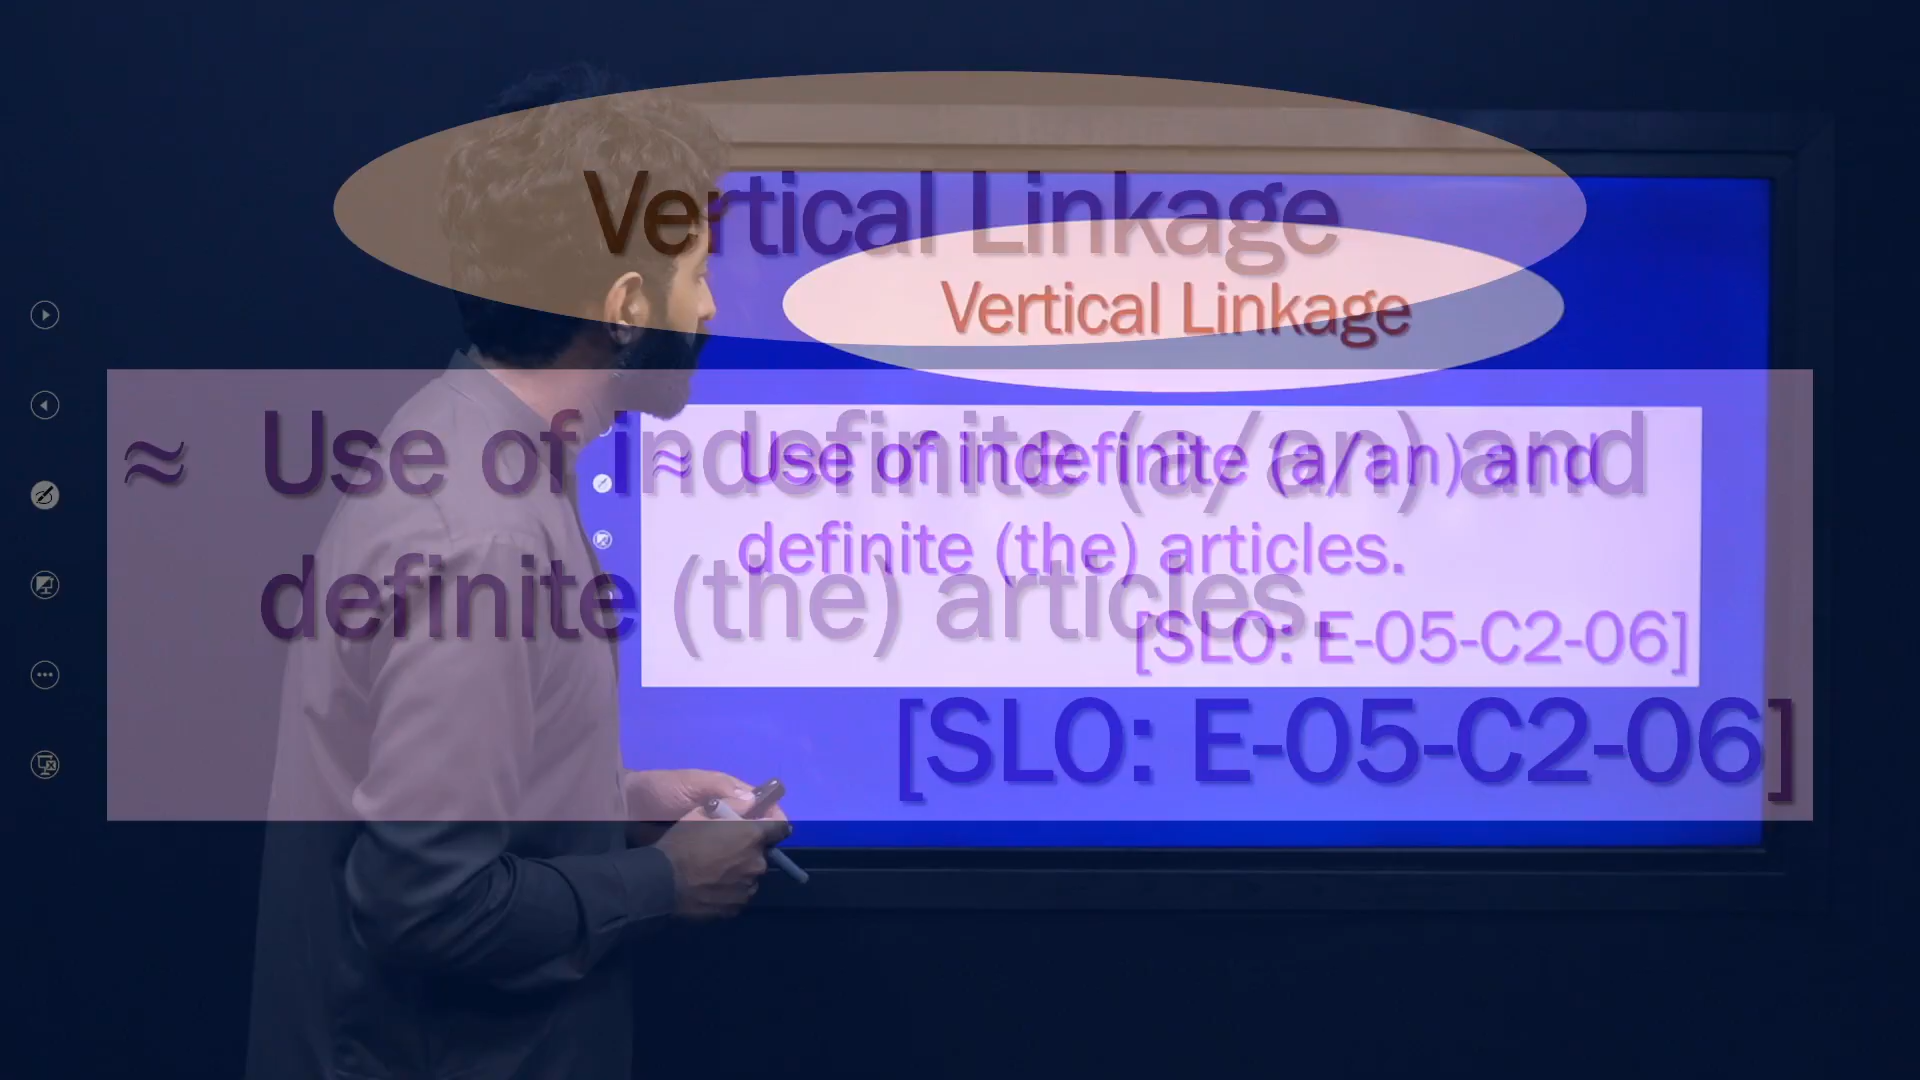 Vertical Linkage
Vertical Linkage
≈ Use of indefinite (a/an) and
definite (the) articles.
[SLO: E-05-C2-06]
≈ Use of indefinite (a/an) and
definite (the) articles.
[SLO: E-05-C2-06]